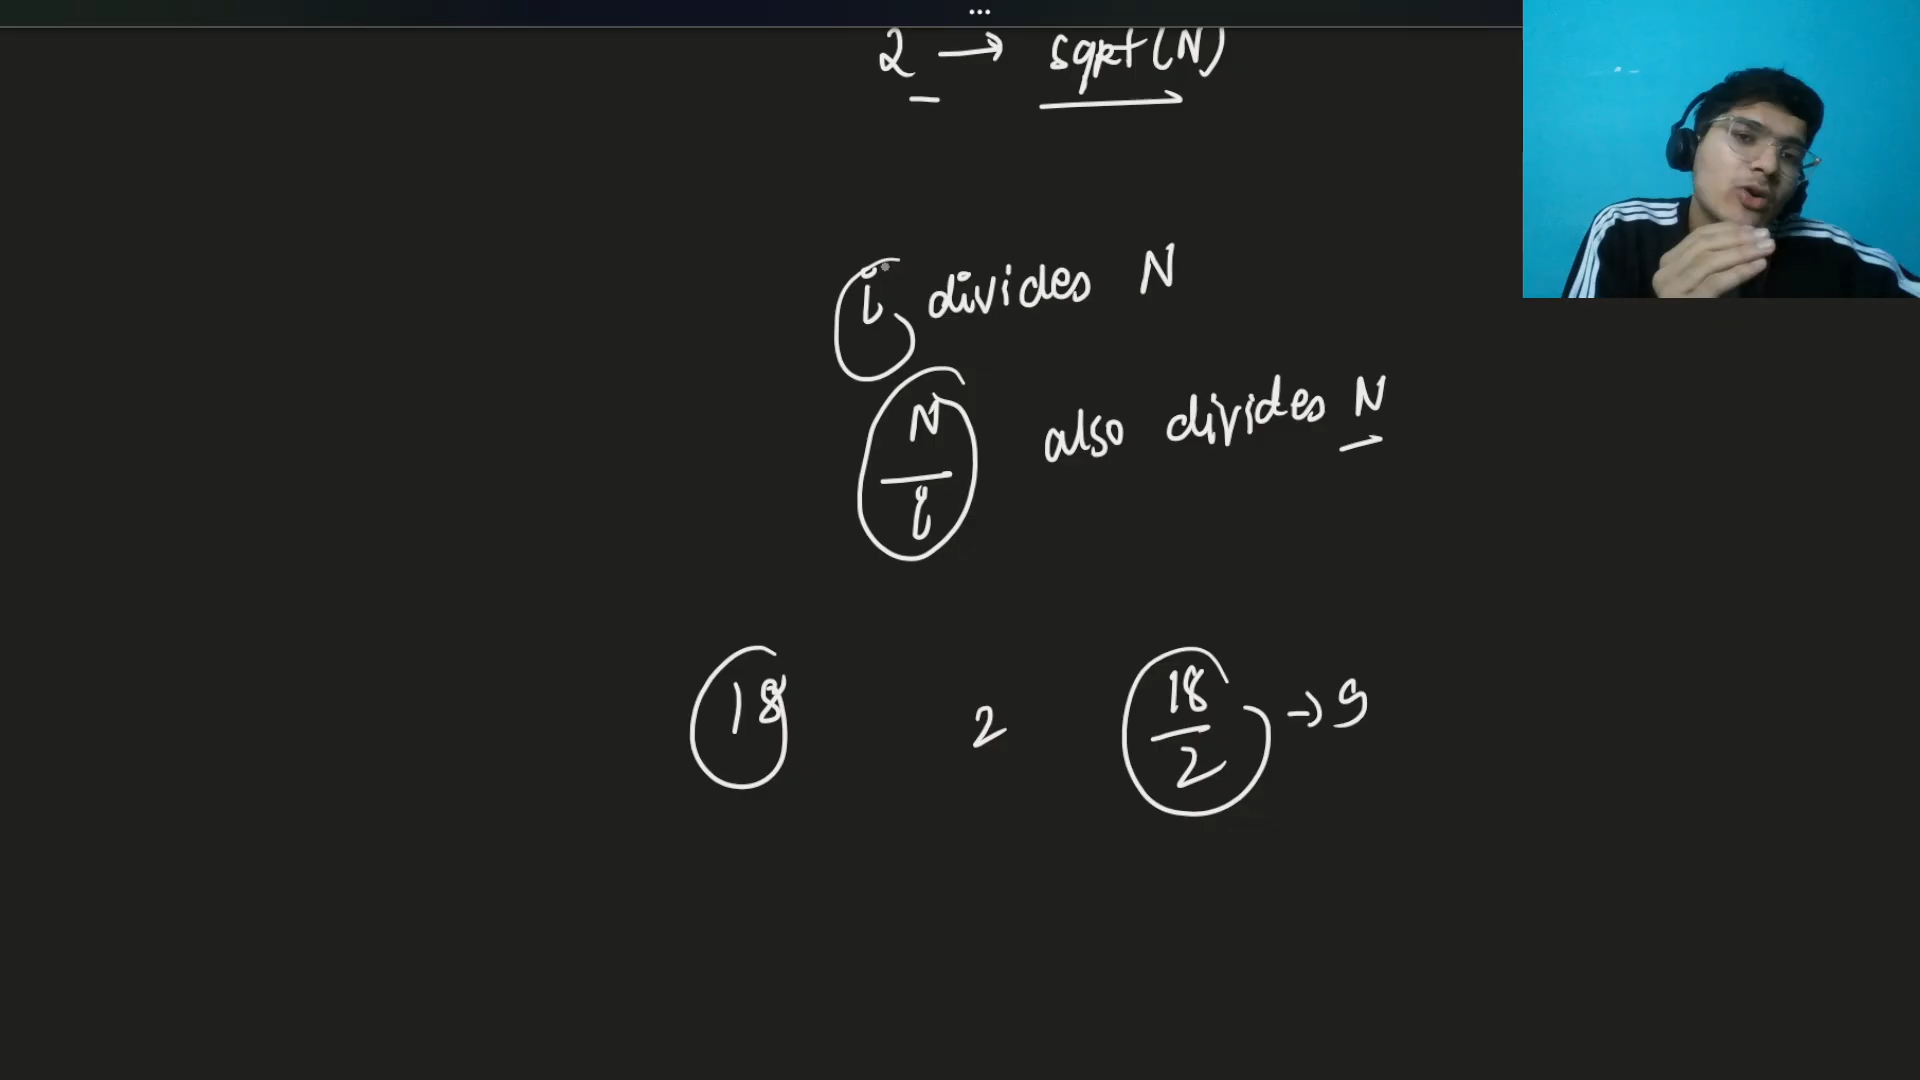 ...
2 → sqrt(N)
i divides N
N/i also divides N
18 2 18/2 → 9